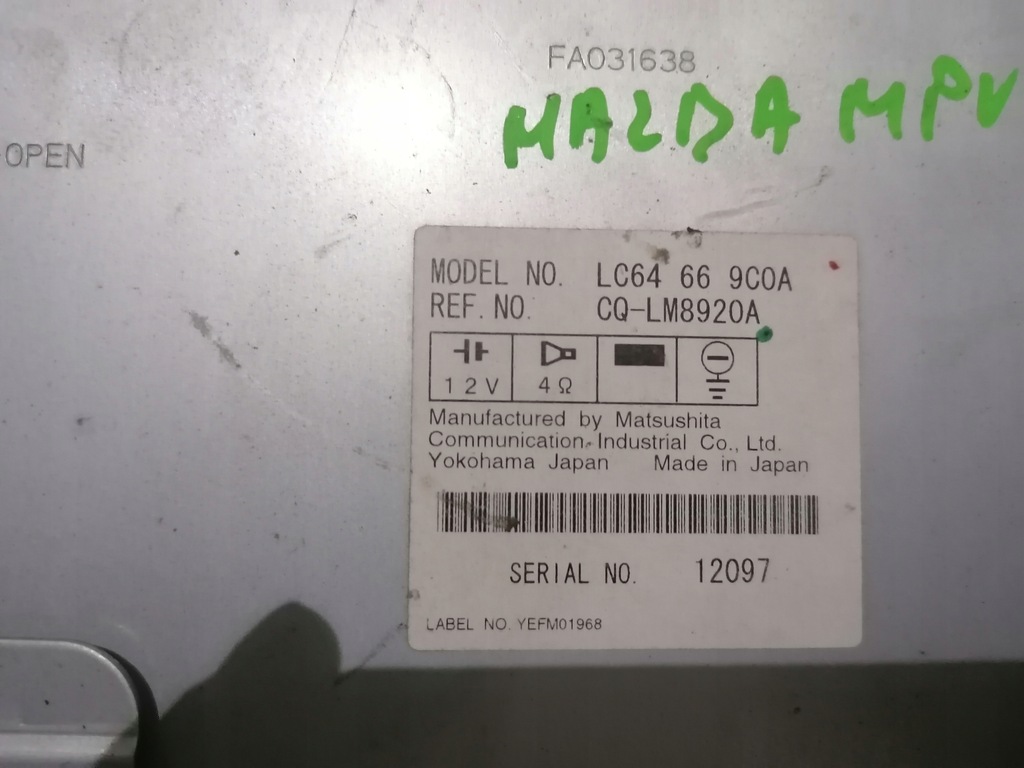 FA031638
MAZDA MPV
OPEN
MODEL NO. LC64 66 9C0A
REF. NO. CQ-LM8920A
12V 4Ω
Manufactured by Matsushita
Communication Industrial Co., Ltd.
Yokohama Japan Made in Japan
SERIAL NO. 12097
LABEL NO. YEFM01968